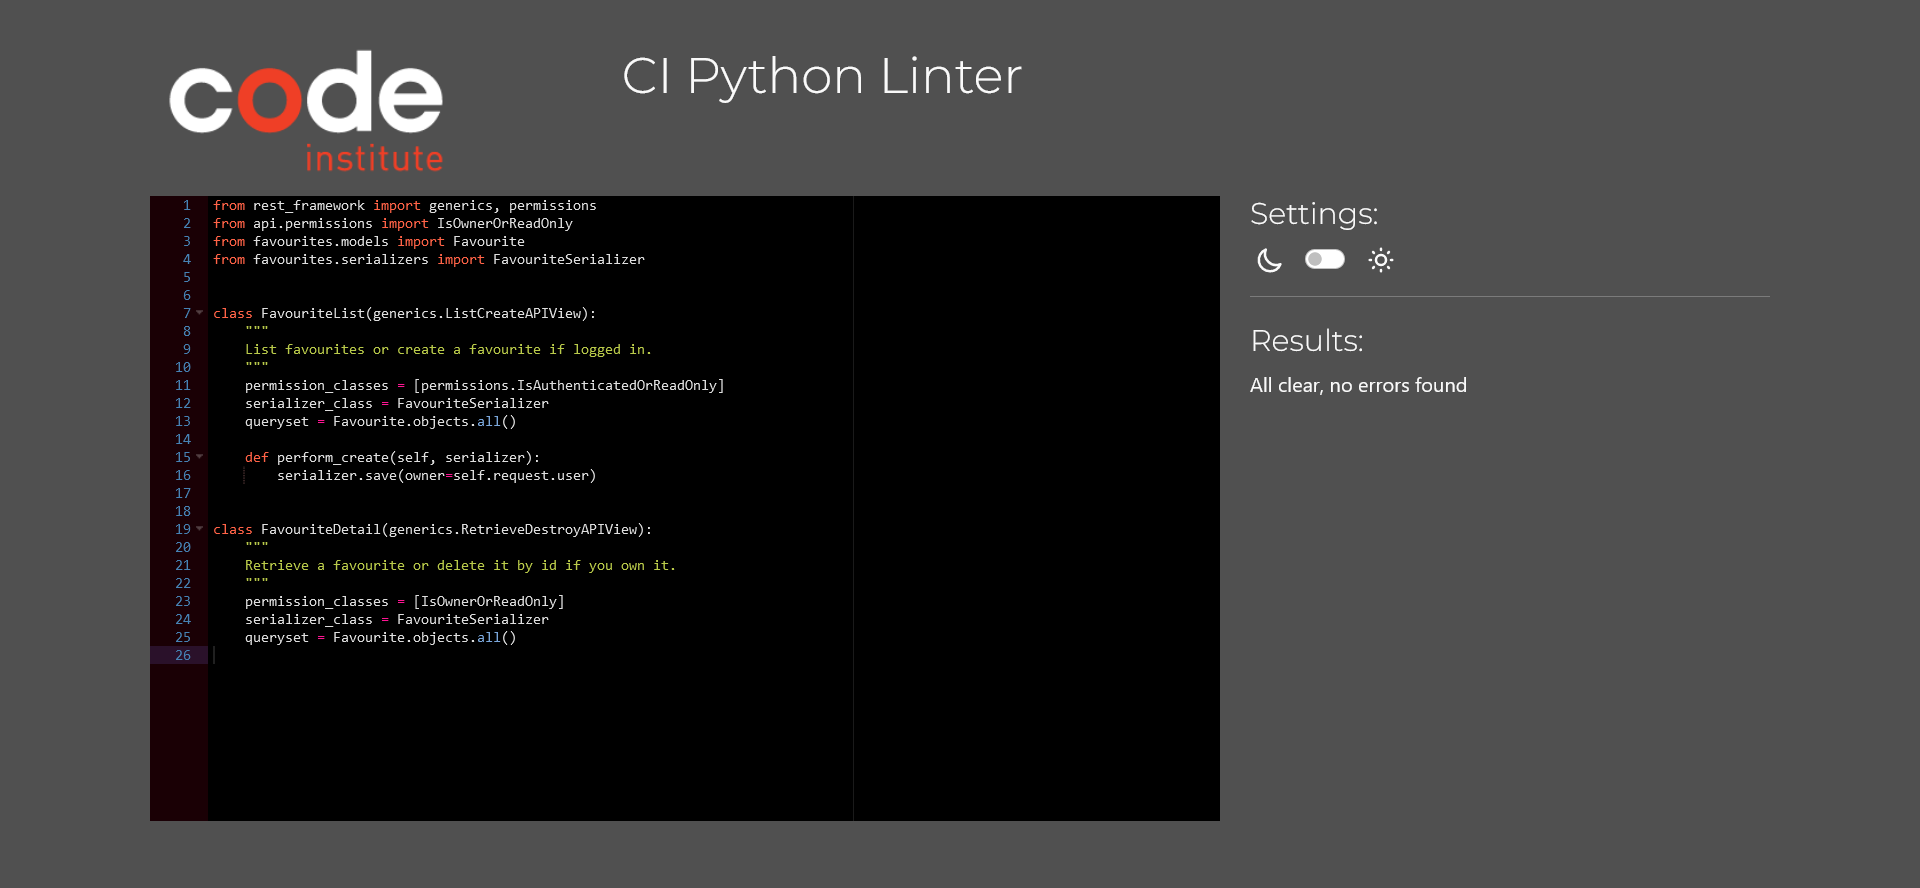 code
institute
CI Python Linter
1 from rest_framework import generics, permissions
2 from api.permissions import IsOwnerOrReadOnly
3 from favourites.models import Favourite
4 from favourites.serializers import FavouriteSerializer
5
6
7 class FavouriteList(generics.ListCreateAPIView):
8     """
9     List favourites or create a favourite if logged in.
10     """
11     permission_classes = [permissions.IsAuthenticatedOrReadOnly]
12     serializer_class = FavouriteSerializer
13     queryset = Favourite.objects.all()
14
15     def perform_create(self, serializer):
16         serializer.save(owner=self.request.user)
17
18
19 class FavouriteDetail(generics.RetrieveDestroyAPIView):
20     """
21     Retrieve a favourite or delete it by id if you own it.
22     """
23     permission_classes = [IsOwnerOrReadOnly]
24     serializer_class = FavouriteSerializer
25     queryset = Favourite.objects.all()
26
Settings:
Results:
All clear, no errors found